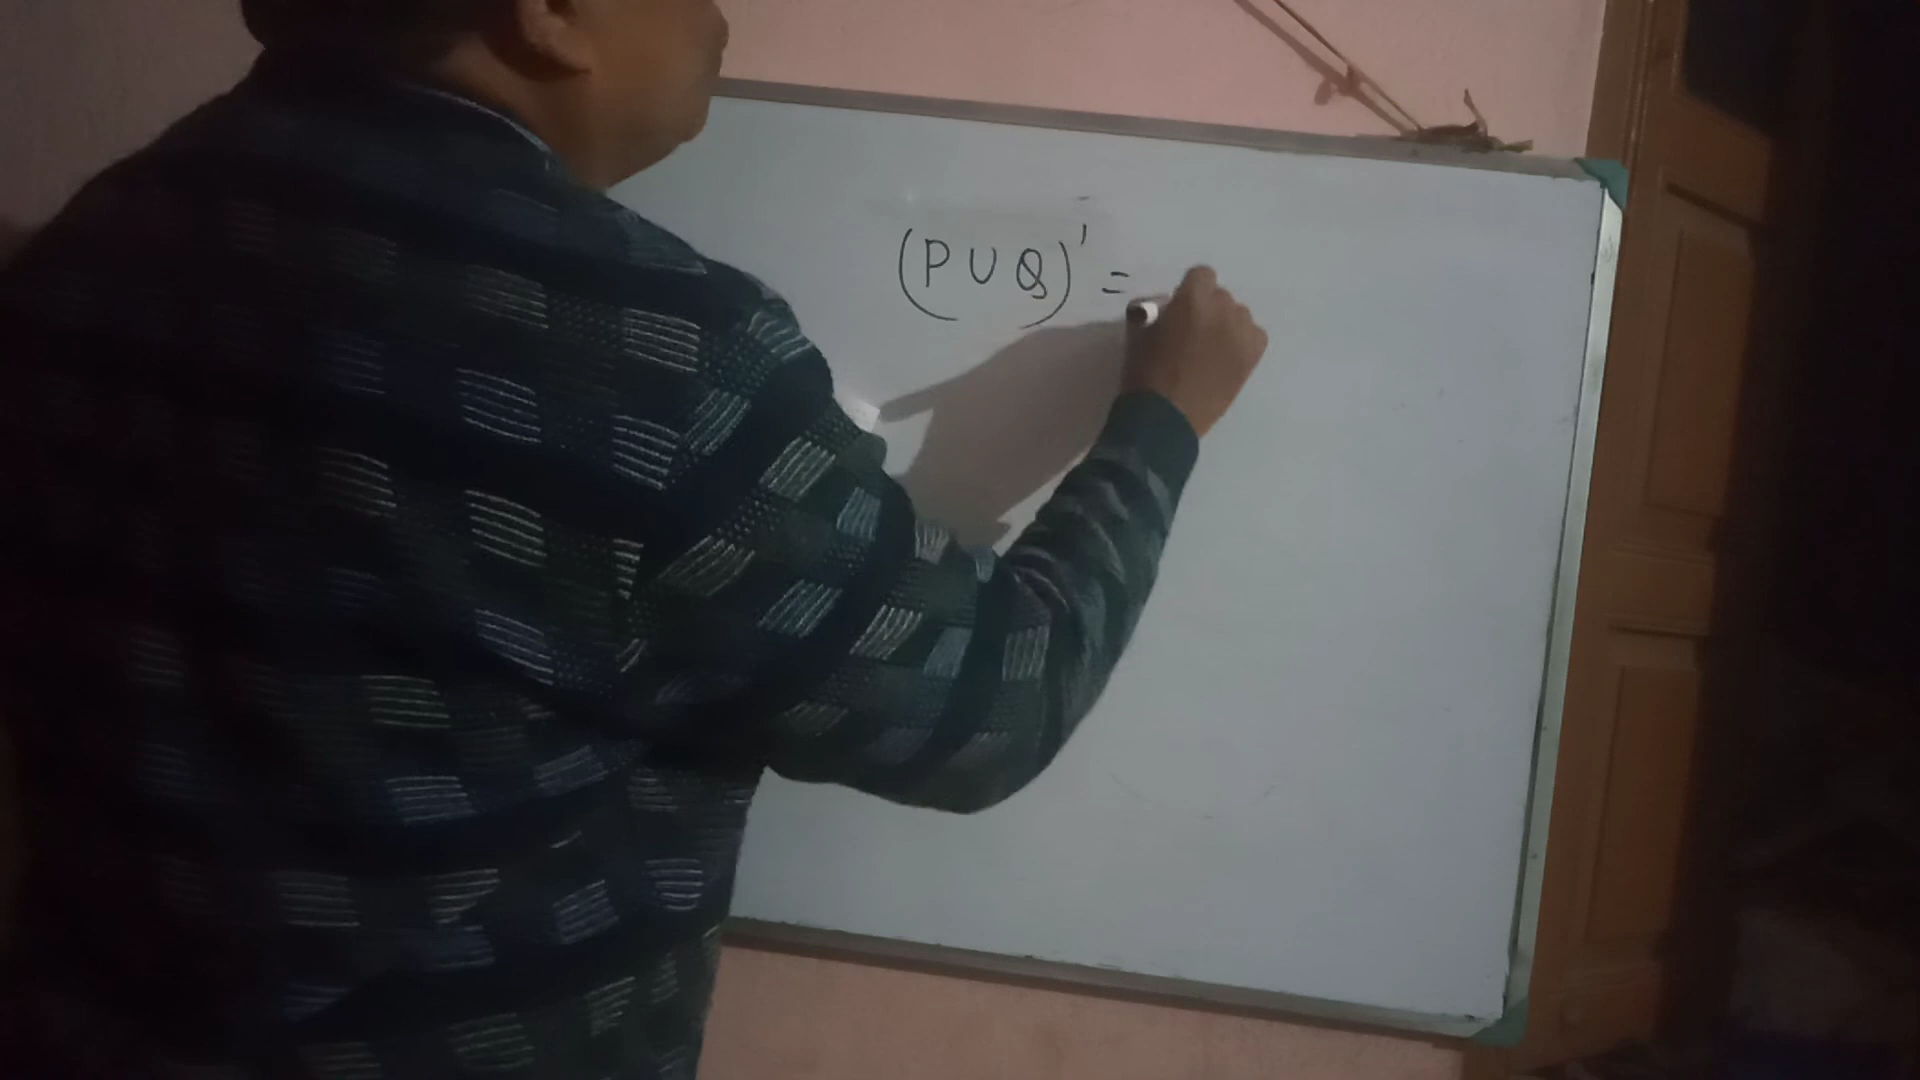 (P∪Q)' =